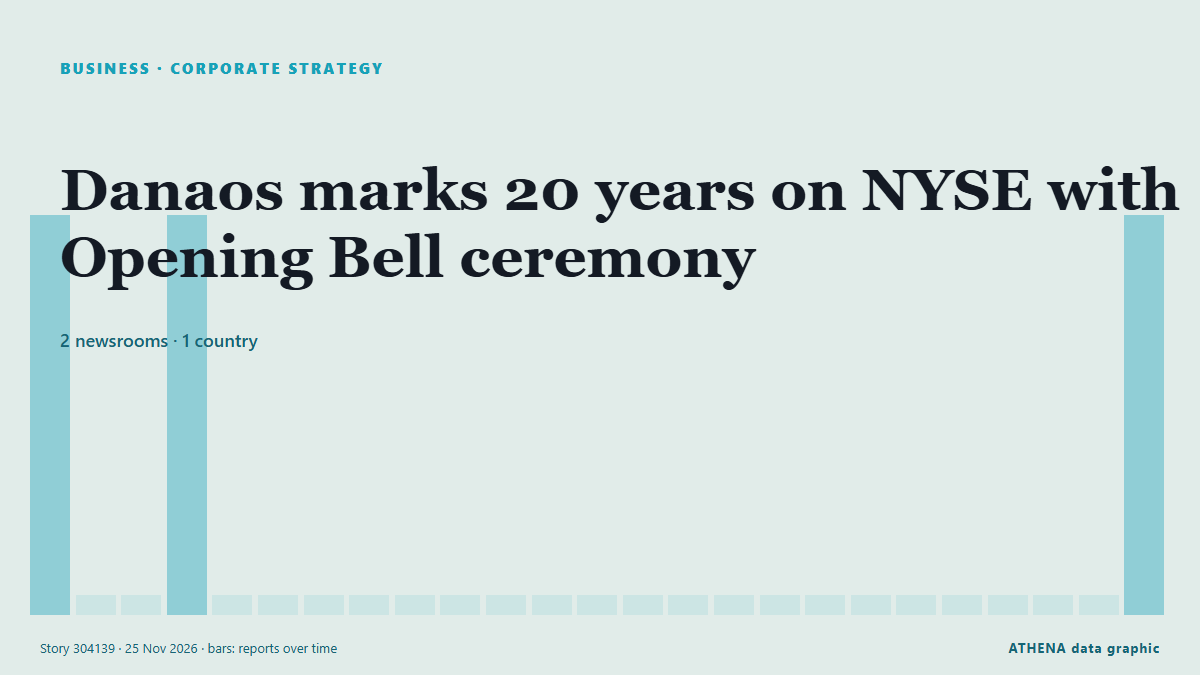 BUSINESS · CORPORATE STRATEGY
Danaos marks 20 years on NYSE with
Opening Bell ceremony
2 newsrooms · 1 country
Story 304139 · 25 Nov 2026 · bars: reports over time
ATHENA data graphic